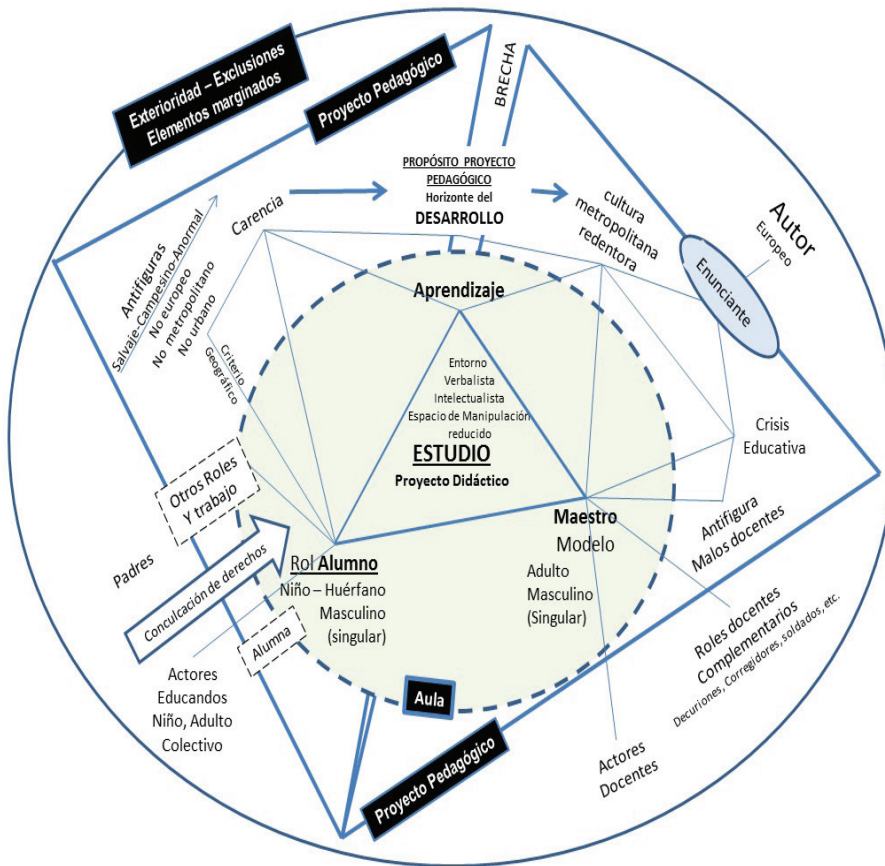 Exterioridad – Exclusiones
Elementos marginados
Proyecto Pedagógico
BRECHA
PROPÓSITO PROYECTO
PEDAGÓGICO
Horizonte del
DESARROLLO
cultura
metropolitana
redentora
Autor
Europeo
Enunciante
Carencia
Antifiguras
Salvaje-Campesino-Anormal
No europeo
No metropolitano
No urbano
Criterio
Geográfico
Aprendizaje
Entorno
Verbalista
Intelectualista
Espacio de Manipulación
reducido
ESTUDIO
Proyecto Didáctico
Crisis
Educativa
Otros Roles
Y trabajo
Padres
Conculcación de derechos
Rol Alumno
Niño – Huérfano
Masculino
(singular)
Alumna
Actores
Educandos
Niño, Adulto
Colectivo
Maestro
Modelo
Adulto
Masculino
(Singular)
Antifigura
Malos docentes
Roles docentes
Complementarios
Decuriones, Corregidores, soldados, etc.
Aula
Proyecto Pedagógico
Actores
Docentes